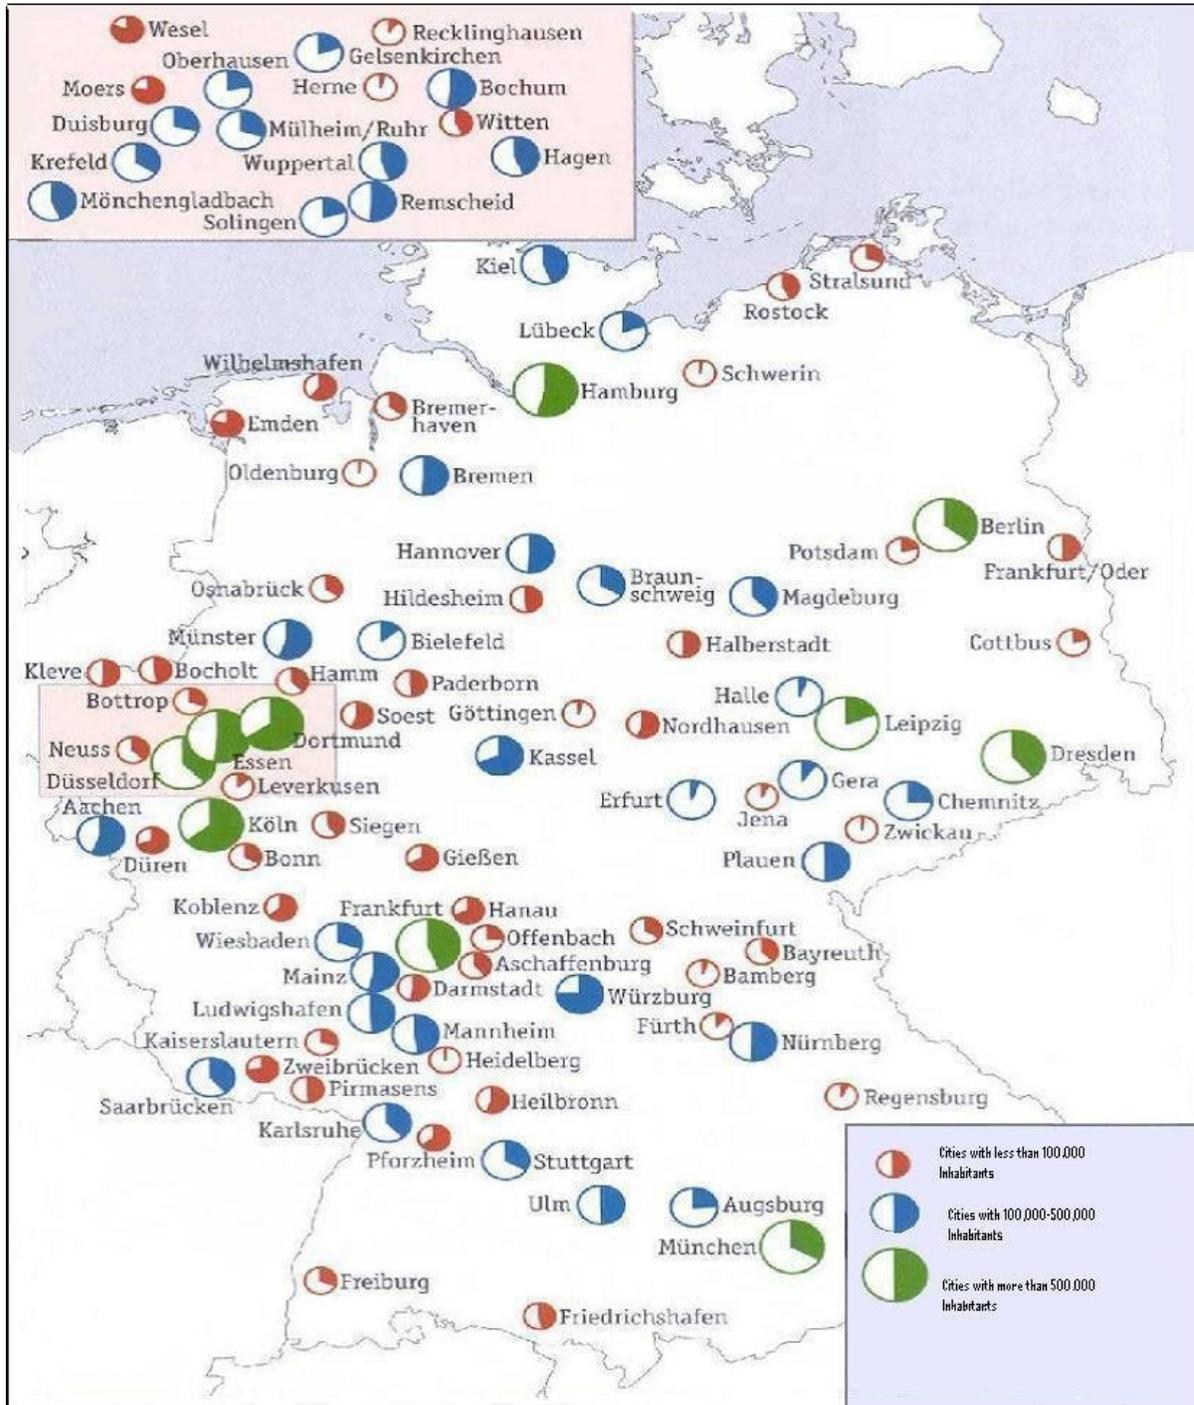 Wesel
Recklinghausen
Oberhausen
Gelsenkirchen
Moers
Herne
Bochum
Duisburg
Mülheim/Ruhr
Witten
Krefeld
Wuppertal
Hagen
Mönchengladbach
Remscheid
Solingen
Kiel
Stralsund
Rostock
Lübeck
Wilhelmshafen
Schwerin
Hamburg
Bremer-
haven
Emden
Oldenburg
Bremen
Berlin
Hannover
Potsdam
Frankfurt/Oder
Osnabrück
Hildesheim
Braun-
schweig
Magdeburg
Münster
Bielefeld
Halberstadt
Cottbus
Kleve
Bocholt
Hamm
Paderborn
Halle
Bottrop
Soest
Göttingen
Nordhausen
Leipzig
Neuss
Dortmund
Essen
Kassel
Dresden
Düsseldorf
Leverkusen
Gera
Aachen
Erfurt
Jena
Chemnitz
Köln
Siegen
Zwickau
Düren
Bonn
Gießen
Plauen
Koblenz
Frankfurt
Hanau
Wiesbaden
Offenbach
Schweinfurt
Bayreuth
Mainz
Aschaffenburg
Bamberg
Darmstadt
Würzburg
Ludwigshafen
Mannheim
Fürth
Nürnberg
Kaiserslautern
Heidelberg
Zweibrücken
Pirmasens
Saarbrücken
Heilbronn
Regensburg
Karlsruhe
Pforzheim
Stuttgart
Ulm
Augsburg
München
Freiburg
Friedrichshafen
Cities with less than 100.000
Inhabitants
Cities with 100,000-500,000
Inhabitants
Cities with more than 500.000
Inhabitants